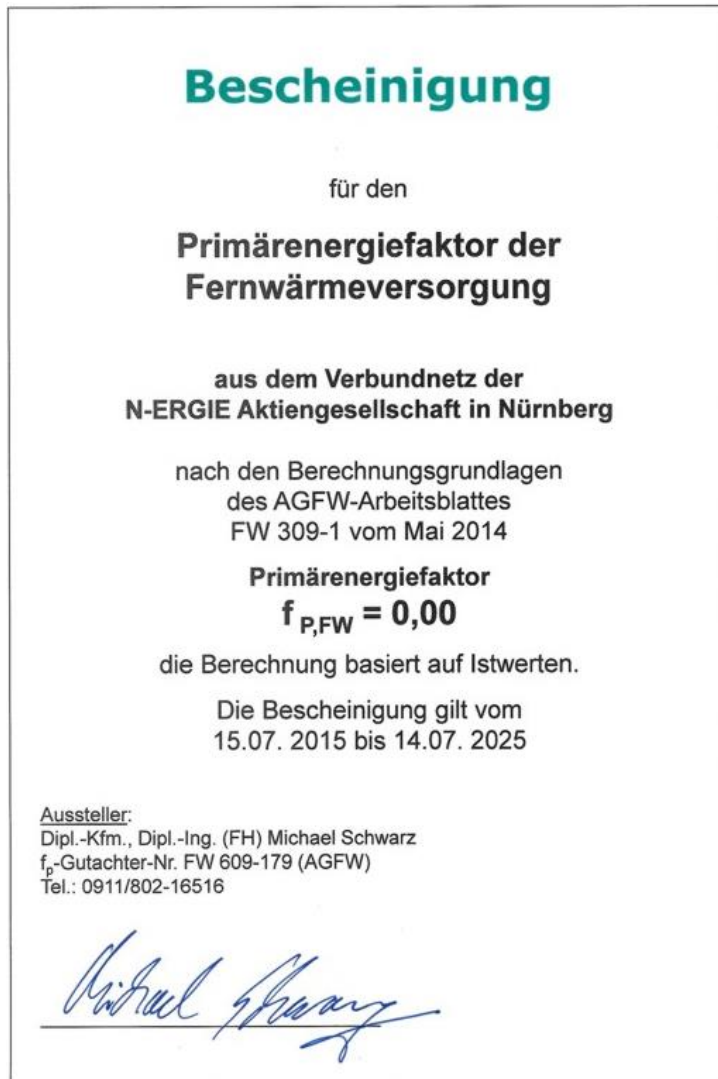 Bescheinigung
für den
Primärenergiefaktor der
Fernwärmeversorgung
aus dem Verbundnetz der
N-ERGIE Aktiengesellschaft in Nürnberg
nach den Berechnungsgrundlagen
des AGFW-Arbeitsblattes
FW 309-1 vom Mai 2014
Primärenergiefaktor
f P,FW = 0,00
die Berechnung basiert auf Istwerten.
Die Bescheinigung gilt vom
15.07. 2015 bis 14.07. 2025
Aussteller:
Dipl.-Kfm., Dipl.-Ing. (FH) Michael Schwarz
fp-Gutachter-Nr. FW 609-179 (AGFW)
Tel.: 0911/802-16516
Michael Schwarz